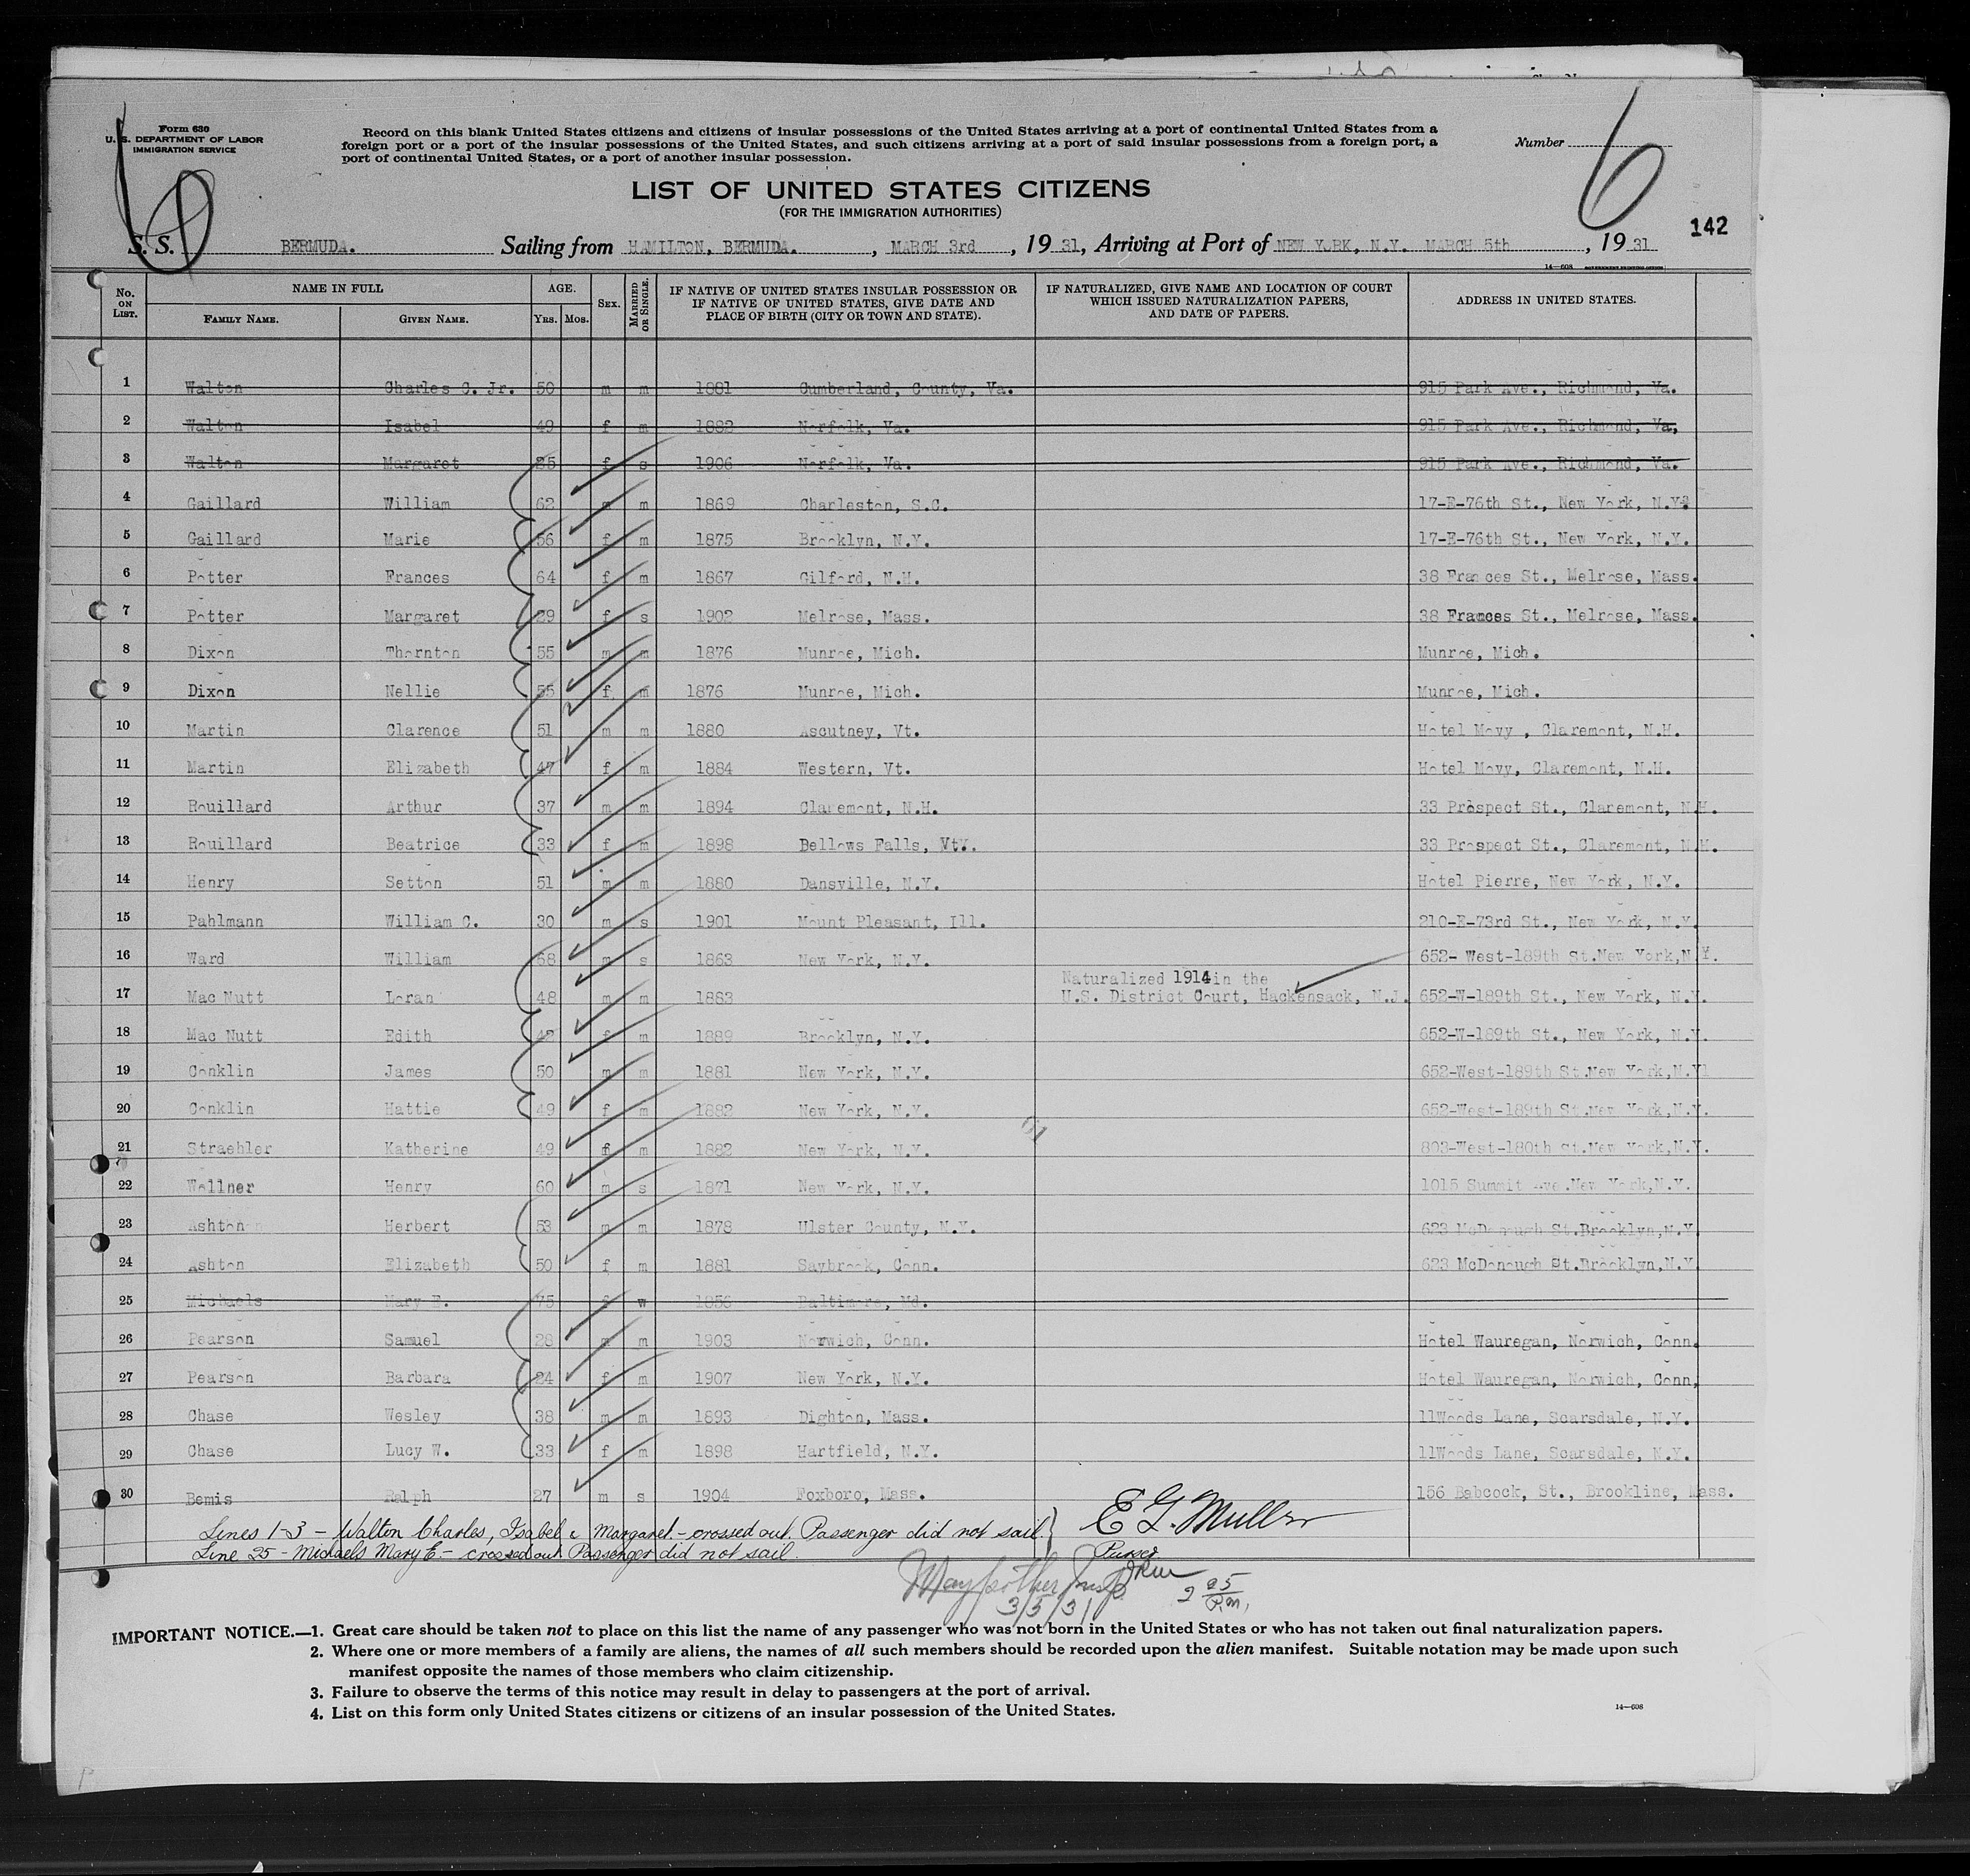 Form 630
U. S. DEPARTMENT OF LABOR
IMMIGRATION SERVICE
Record on this blank United States citizens and citizens of insular possessions of the United States arriving at a port of continental United States from a
foreign port or a port of the insular possessions of the United States, and such citizens arriving at a port of said insular possessions from a foreign port, a
port of continental United States, or a port of another insular possession.
Number
6
6
LIST OF UNITED STATES CITIZENS
(FOR THE IMMIGRATION AUTHORITIES)
142
S. S. BERMUDA. Sailing from HAMILTON, BERMUDA. , MARCH 3rd , 19 31, Arriving at Port of NEW YORK, N.Y. MARCH 5th , 19 31
14—608 GOVERNMENT PRINTING OFFICE
No. ON LIST. NAME IN FULL FAMILY NAME. GIVEN NAME. AGE. YRS. MOS. SEX. MARRIED OR SINGLE. IF NATIVE OF UNITED STATES INSULAR POSSESSION OR IF NATIVE OF UNITED STATES, GIVE DATE AND PLACE OF BIRTH (CITY OR TOWN AND STATE). IF NATURALIZED, GIVE NAME AND LOCATION OF COURT WHICH ISSUED NATURALIZATION PAPERS, AND DATE OF PAPERS. ADDRESS IN UNITED STATES.
1 Walton Charles C. Jr. 50 m m 1881 Cumberland, County, Va. 915 Park Ave., Richmond, Va.
2 Walton Isabel 49 f m 1882 Norfolk, Va. 915 Park Ave., Richmond, Va,
3 Walton Margaret 25 f s 1906 Norfolk, Va. 915 Park Ave., Richmond, Va.
4 Gaillard William 62 m m 1869 Charleston, S.C. 17-E-76th St., New York, N.Y.
5 Gaillard Marie 56 f m 1875 Brooklyn, N.Y. 17-E-76th St., New York, N.Y.
6 Potter Frances 64 f m 1867 Gilford, N.H. 38 Frances St., Melrose, Mass.
7 Potter Margaret 29 f s 1902 Melrose, Mass. 38 Frances St., Melrose, Mass.
8 Dixon Thornton 55 m m 1876 Munroe, Mich. Munroe, Mich.
9 Dixon Nellie 55 f m 1876 Munroe, Mich. Munroe, Mich.
10 Martin Clarence 51 m m 1880 Ascutney, Vt. Hotel Movy , Claremont, N.H.
11 Martin Elizabeth 47 f m 1884 Western, Vt. Hotel Movy, Claremont, N.H.
12 Rouillard Arthur 37 m m 1894 Claremont, N.H. 33 Prospect St., Claremont, N.H.
13 Rouillard Beatrice 33 f m 1898 Bellows Falls, Vt. 33 Prospect St., Claremont, N.H.
14 Henry Setton 51 m m 1880 Dansville, N.Y. Hotel Pierre, New York, N.Y.
15 Pahlmann William C. 30 m s 1901 Mount Pleasant, Ill. 210-E-73rd St., New York, N.Y.
16 Ward William 68 m s 1863 New York, N.Y. 652- West-189th St.New York,N.Y.
Naturalized 1914 in the
17 Mac Nutt Loran 48 m m 1883 U.S. District Court, Hackensack, N.J. 652-W-189th St., New York, N.Y.
18 Mac Nutt Edith 42 f m 1889 Brooklyn, N.Y. 652-W-189th St., New York, N.Y.
19 Conklin James 50 m m 1881 New York, N.Y. 652-West-189th St.New York,N.Y
20 Conklin Hattie 49 f m 1882 New York, N.Y. 652-West-189th St.New York,N.Y.
21 Straehler Katherine 49 f m 1882 New York, N.Y. 803-West-180th St.New York,N.Y.
22 Wollner Henry 60 m s 1871 New York, N.Y. 1015 Summit Ave.New York,N.Y.
23 Ashton Herbert 53 m m 1878 Ulster County, N.Y. 623 McDonough St.Brooklyn,N.Y
24 Ashton Elizabeth 50 f m 1881 Saybrook, Conn. 623 McDonough St.Brooklyn,N.Y
25 Michaels Mary E. 75 f w 1856 Baltimore, Md.
26 Pearson Samuel 28 m m 1903 Norwich, Conn. Hotel Wauregan, Norwich, Conn.
27 Pearson Barbara 24 f m 1907 New York, N.Y. Hotel Wauregan, Norwich, Conn,
28 Chase Wesley 38 m m 1893 Dighton, Mass. 11Woods Lane, Scarsdale, N.Y.
29 Chase Lucy W. 33 f m 1898 Hartfield, N.Y. 11Woods Lane, Scarsdale, N.Y.
30 Bemis Ralph 27 m s 1904 Foxboro, Mass. 156 Babcock, St., Brookline, Mass.
Lines 1-3 - Walton Charles, Isabel & Margaret - crossed out. Passenger did not sail.
Line 25 - Michaels Mary E - crossed out Passenger did not sail.
E G. Muller
Purser
Insp.
3/5/31
2 25 P.m.
IMPORTANT NOTICE.—1. Great care should be taken not to place on this list the name of any passenger who was not born in the United States or who has not taken out final naturalization papers.
2. Where one or more members of a family are aliens, the names of all such members should be recorded upon the alien manifest. Suitable notation may be made upon such
manifest opposite the names of those members who claim citizenship.
3. Failure to observe the terms of this notice may result in delay to passengers at the port of arrival.
4. List on this form only United States citizens or citizens of an insular possession of the United States.
14—608